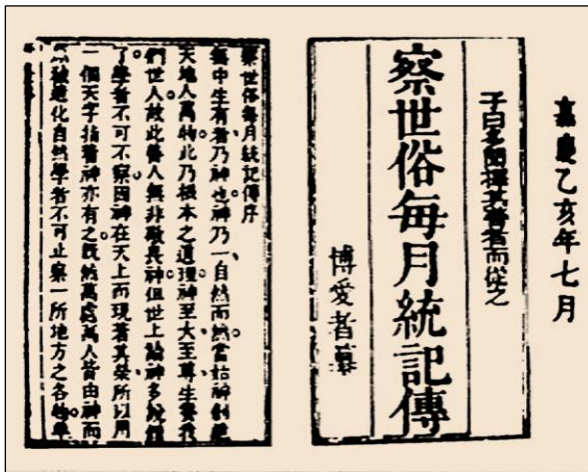 嘉慶乙亥年七月
子曰多聞擇其善者而從之
察世俗每月統記傳
博愛者纂
察世俗每月統記傳序
無中生有者乃神也神乃一自然而然當始神創造
天地人萬物此乃根本之道理神至大至尊生養我
們世人故此善人無非敬畏神但世上論神多說錯
了學者不可不察因神在天上而現著其榮所以用
一個天字指著神亦有之既然萬處萬人皆由神而
原被造化自然學者不可止察一所地方之各物單